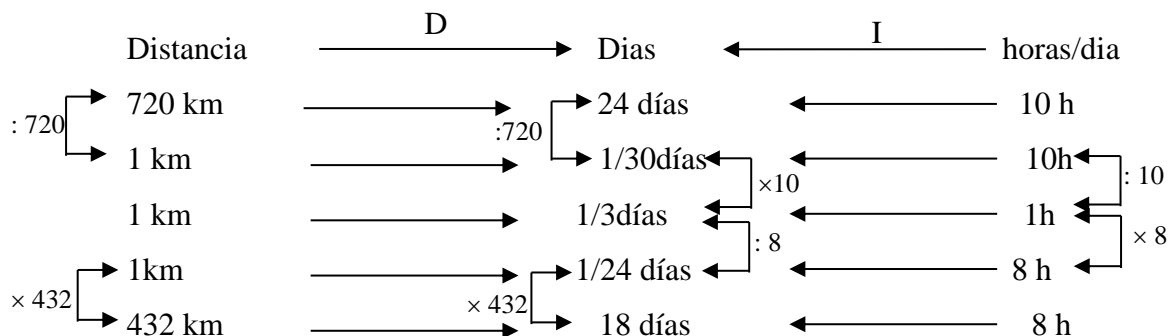 D I
Distancia Dias horas/dia
720 km 24 días 10 h
: 720 :720
1 km 1/30días 10h
×10 : 10
1 km 1/3días 1h
: 8 × 8
1km 1/24 días 8 h
× 432 × 432
432 km 18 días 8 h